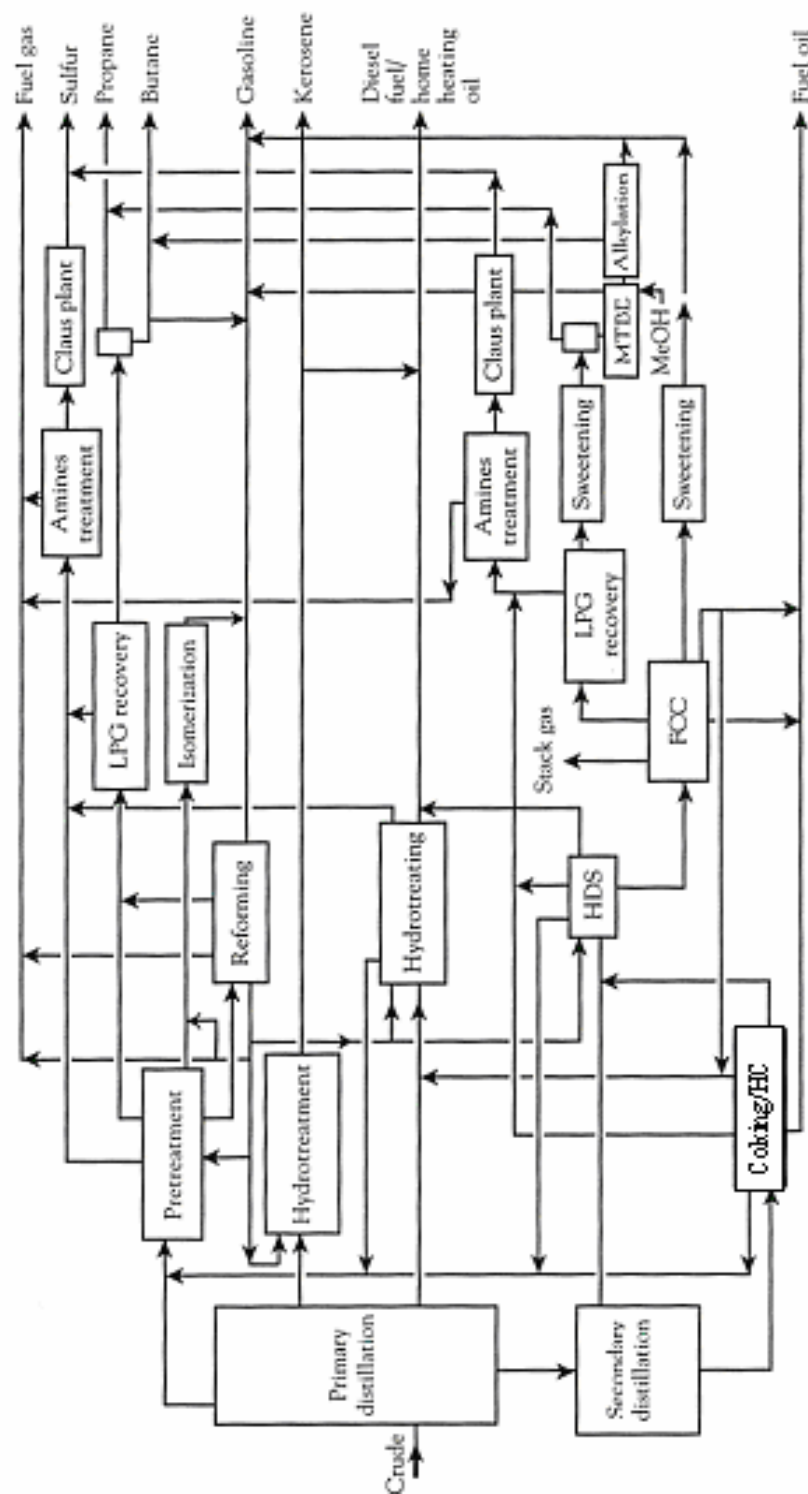 Fuel gas
Sulfur
Propane
Butane
Gasoline
Kerosene
Diesel
fuel/
home
heating
oil
Fuel oil
Claus plant
Amines
treatment
LPG recovery
Isomerization
Reforming
Pretreatment
Hydrotreatment
Hydrotreating
Primary
distillation
Crude
Claus plant
Amines
treatment
Alkylation
MTBE
MeOH
Sweetening
Sweetening
LPG
recovery
Stack gas
FCC
HDS
Coking/HC
Secondary
distillation